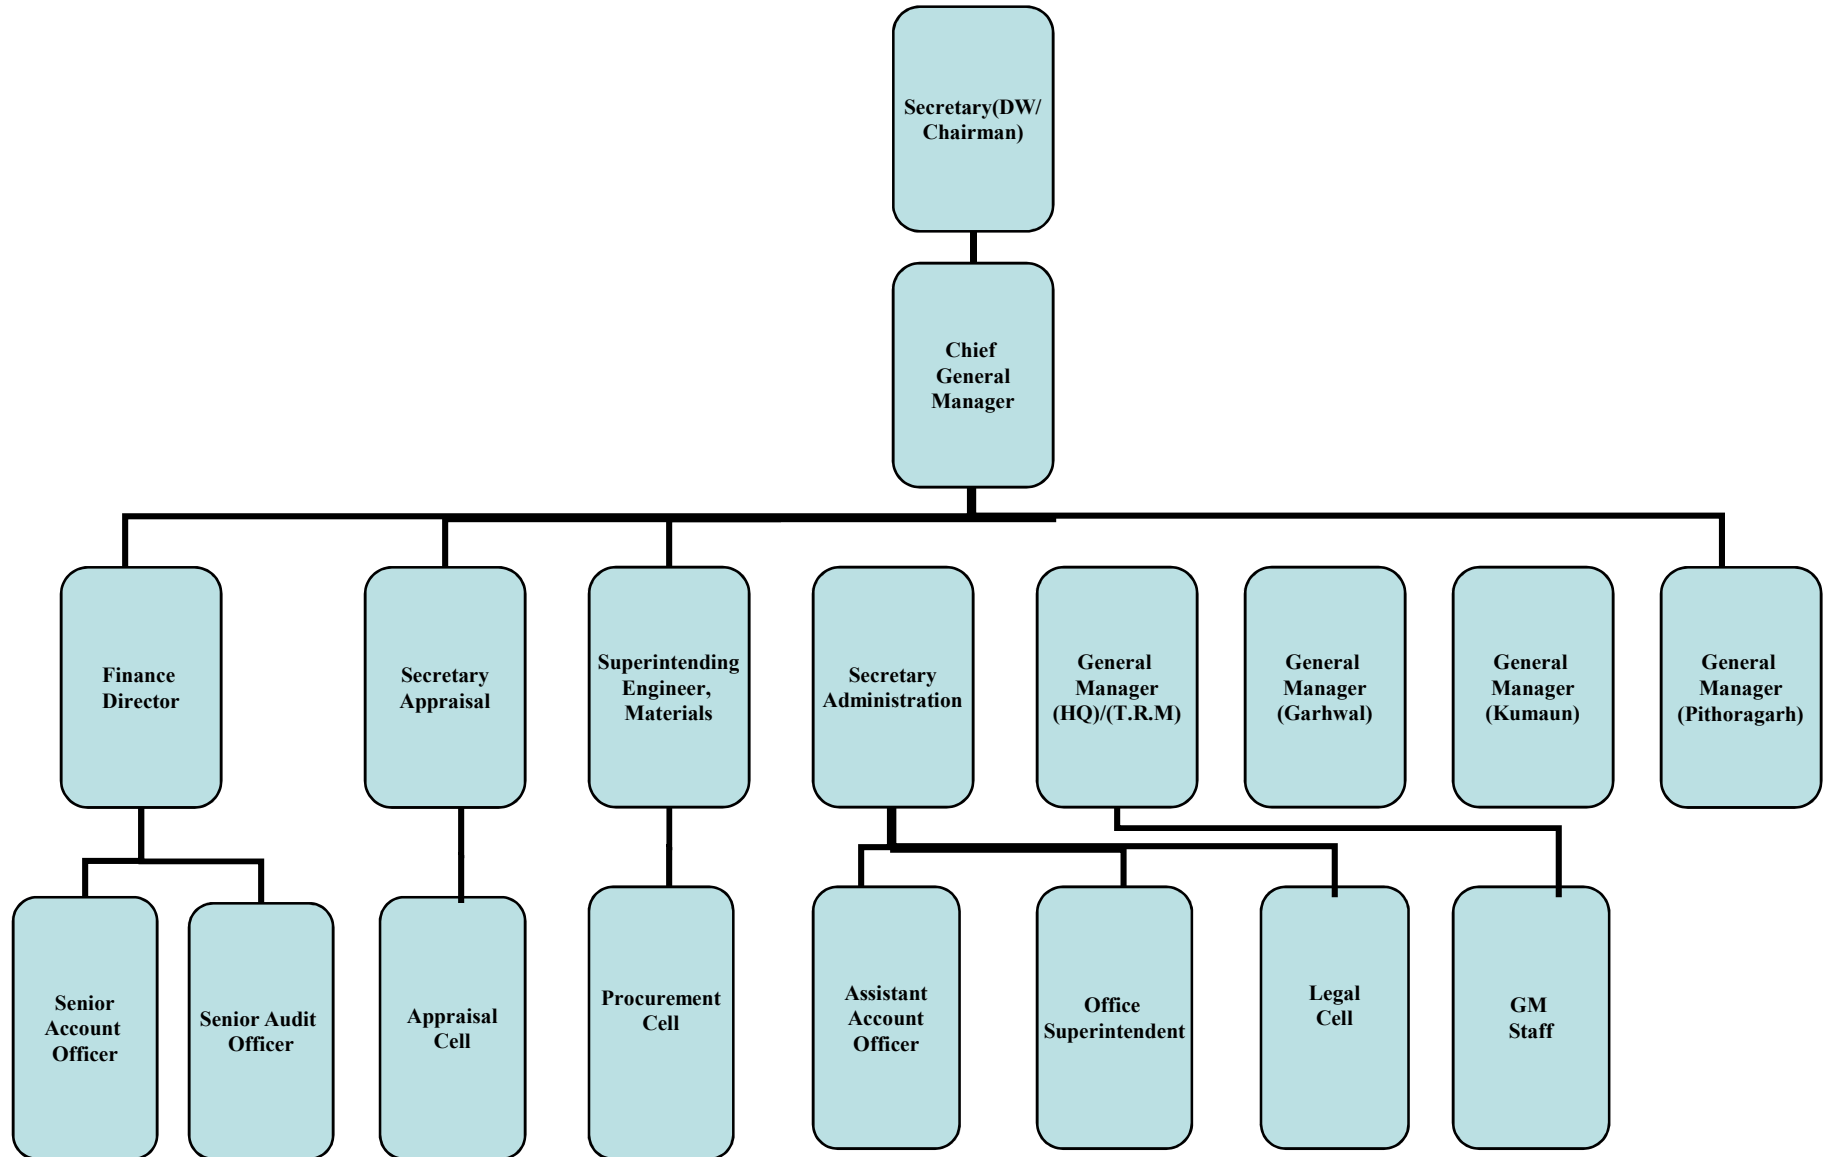 Secretary(DW/
Chairman)
Chief
General
Manager
Finance
Director
Secretary
Appraisal
Superintending
Engineer,
Materials
Secretary
Administration
General
Manager
(HQ)/(T.R.M)
General
Manager
(Garhwal)
General
Manager
(Kumaun)
General
Manager
(Pithoragarh)
Senior
Account
Officer
Senior Audit
Officer
Appraisal
Cell
Procurement
Cell
Assistant
Account
Officer
Office
Superintendent
Legal
Cell
GM
Staff